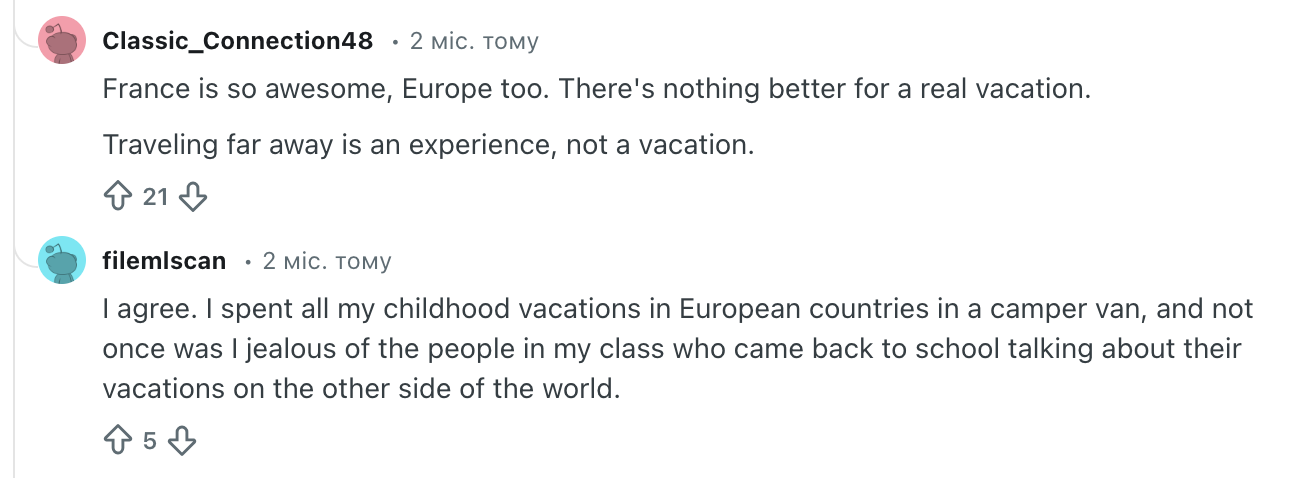 Classic_Connection48 • 2 міс. тому
France is so awesome, Europe too. There's nothing better for a real vacation.
Traveling far away is an experience, not a vacation.
21
filemlscan • 2 міс. тому
I agree. I spent all my childhood vacations in European countries in a camper van, and not
once was I jealous of the people in my class who came back to school talking about their
vacations on the other side of the world.
5